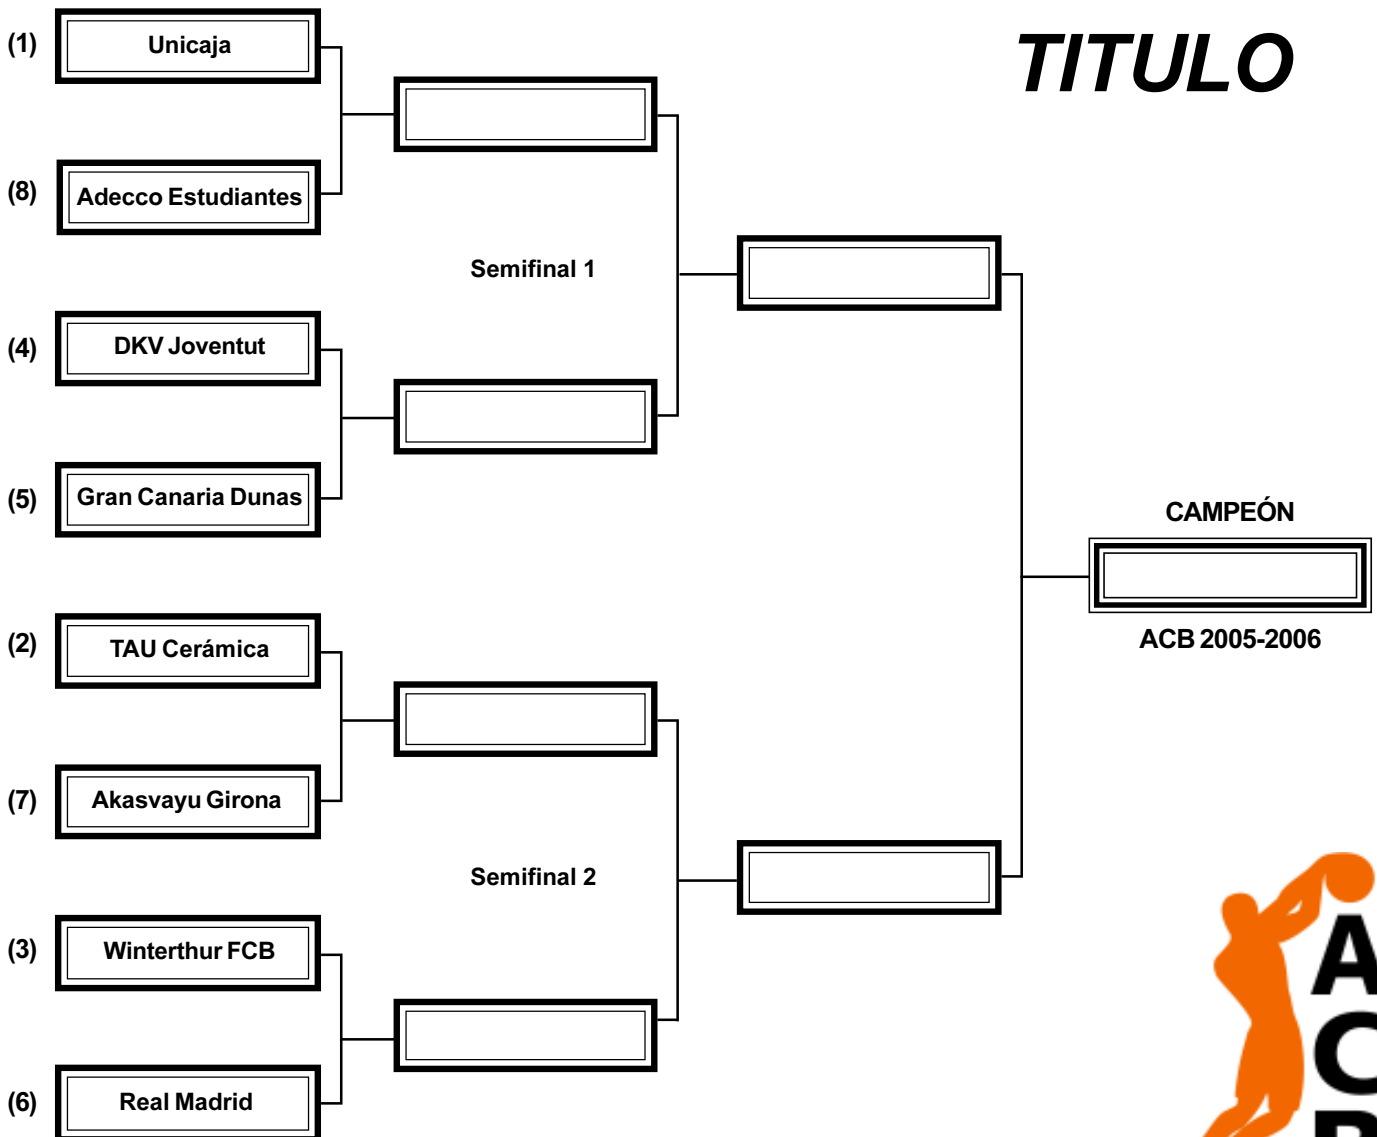 TITULO
(1) Unicaja
(8) Adecco Estudiantes
Semifinal 1
(4) DKV Joventut
(5) Gran Canaria Dunas
CAMPEÓN
ACB 2005-2006
(2) TAU Cerámica
(7) Akasvayu Girona
Semifinal 2
(3) Winterthur FCB
(6) Real Madrid
A
C
B